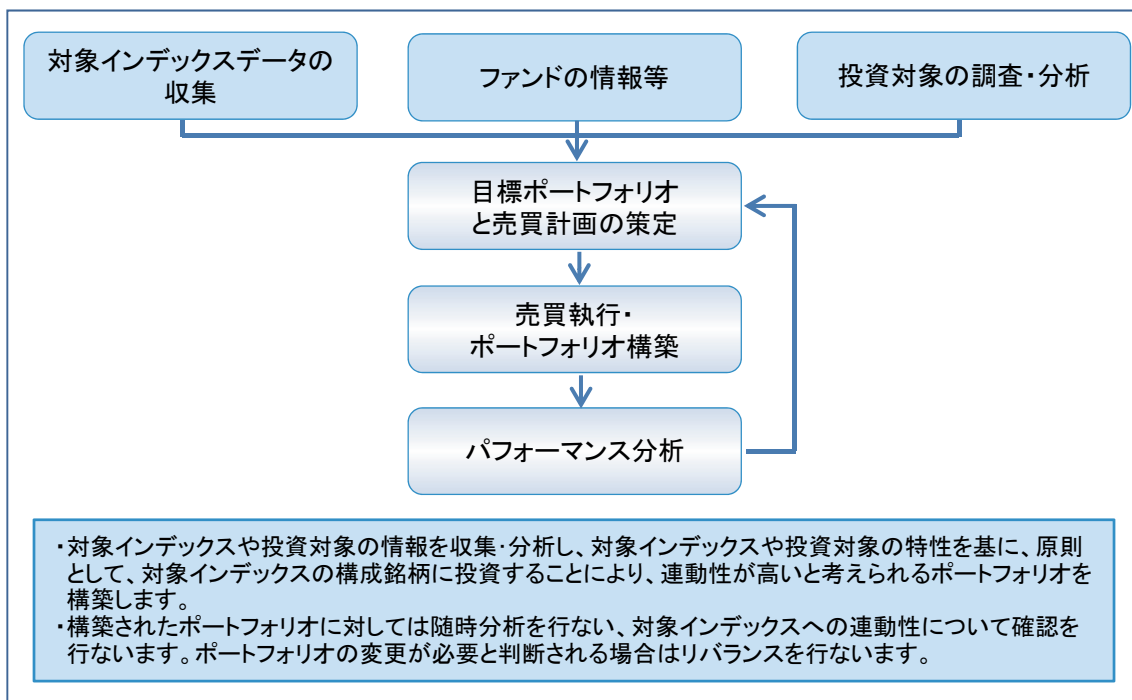 対象インデックスデータの
収集
ファンドの情報等
投資対象の調査・分析
目標ポートフォリオ
と売買計画の策定
売買執行・
ポートフォリオ構築
パフォーマンス分析
・対象インデックスや投資対象の情報を収集・分析し、対象インデックスや投資対象の特性を基に、原則
として、対象インデックスの構成銘柄に投資することにより、連動性が高いと考えられるポートフォリオを
構築します。
・構築されたポートフォリオに対しては随時分析を行ない、対象インデックスへの連動性について確認を
行ないます。ポートフォリオの変更が必要と判断される場合はリバランスを行ないます。